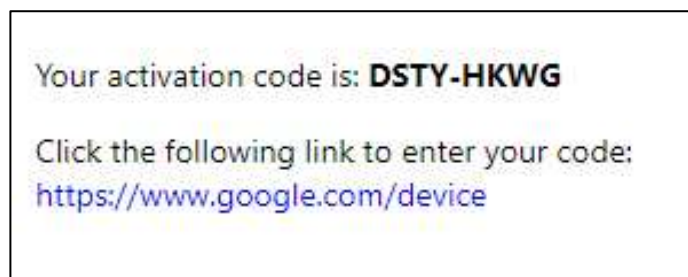 Your activation code is: DSTY-HKWG
Click the following link to enter your code:
https://www.google.com/device